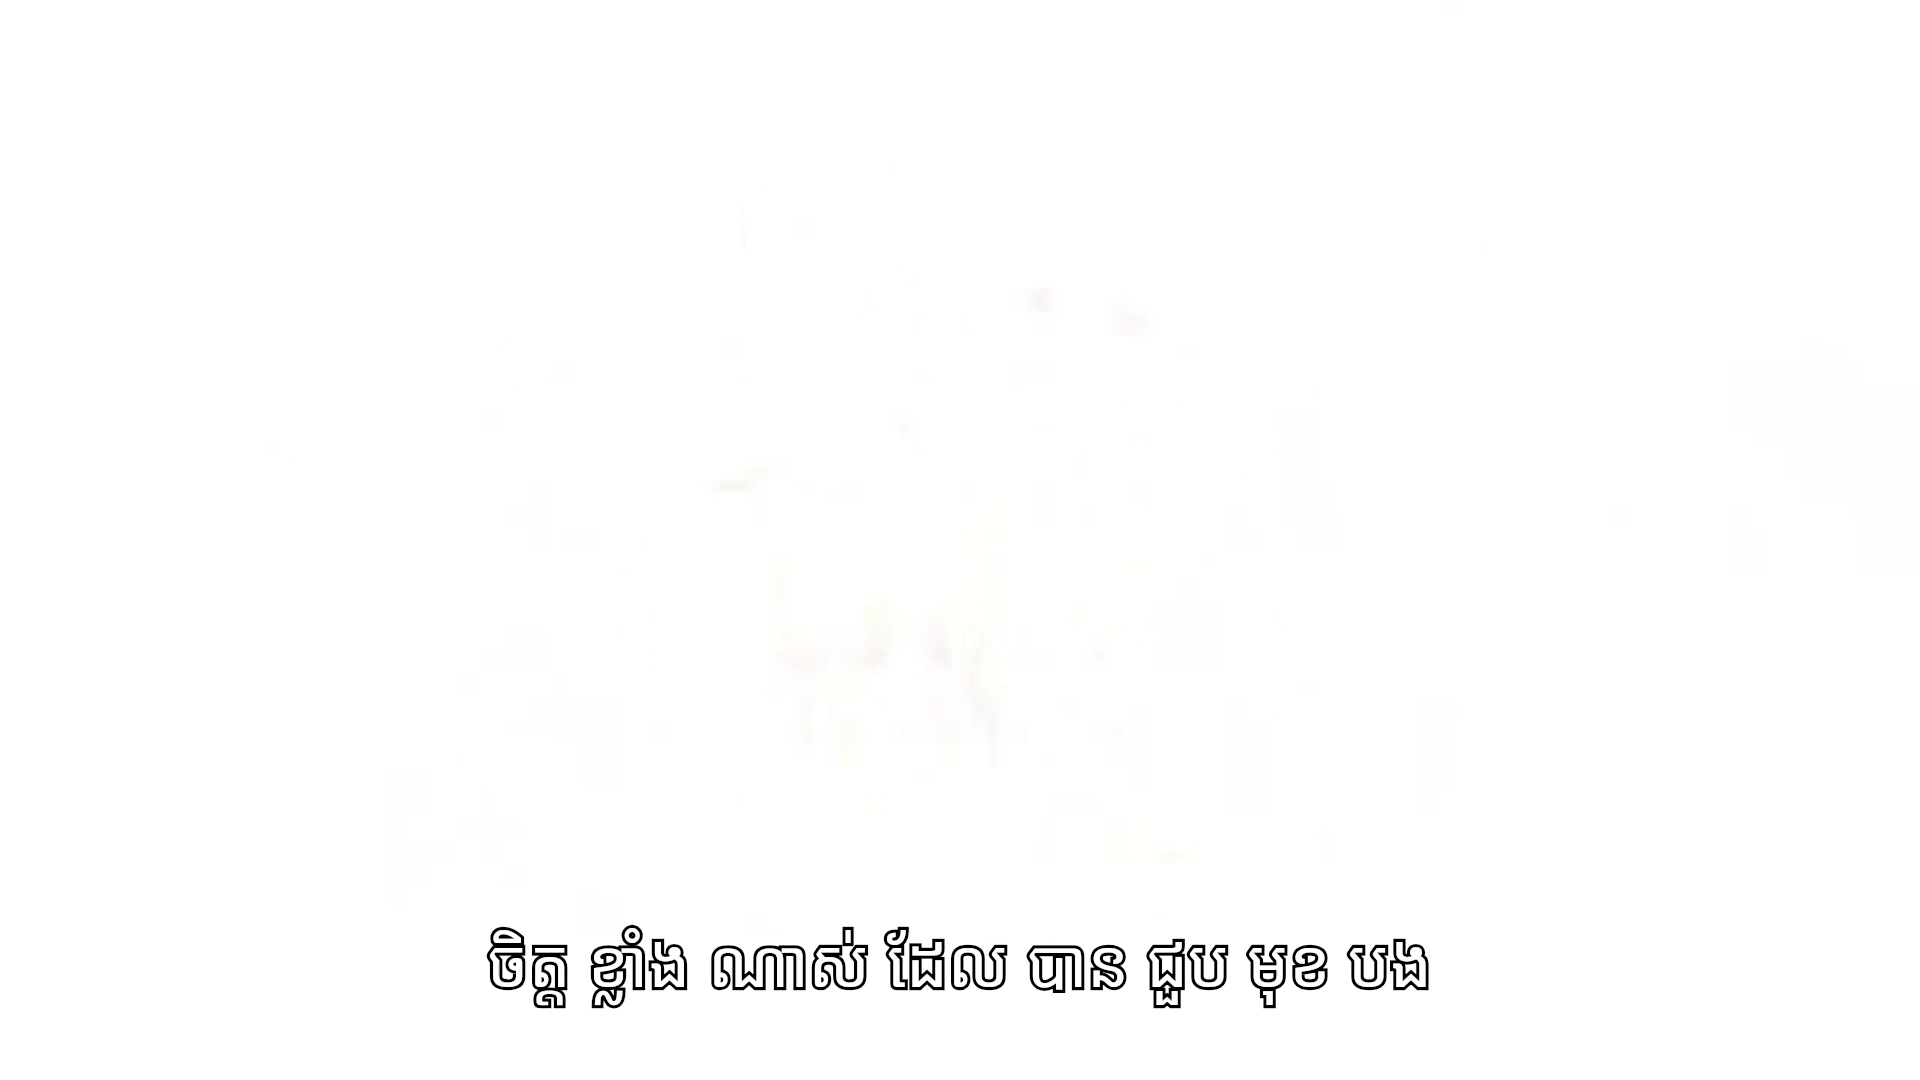 ចិត្ត ខ្លាំង ណាស់ ដែល បាន ជួប មុខ បង